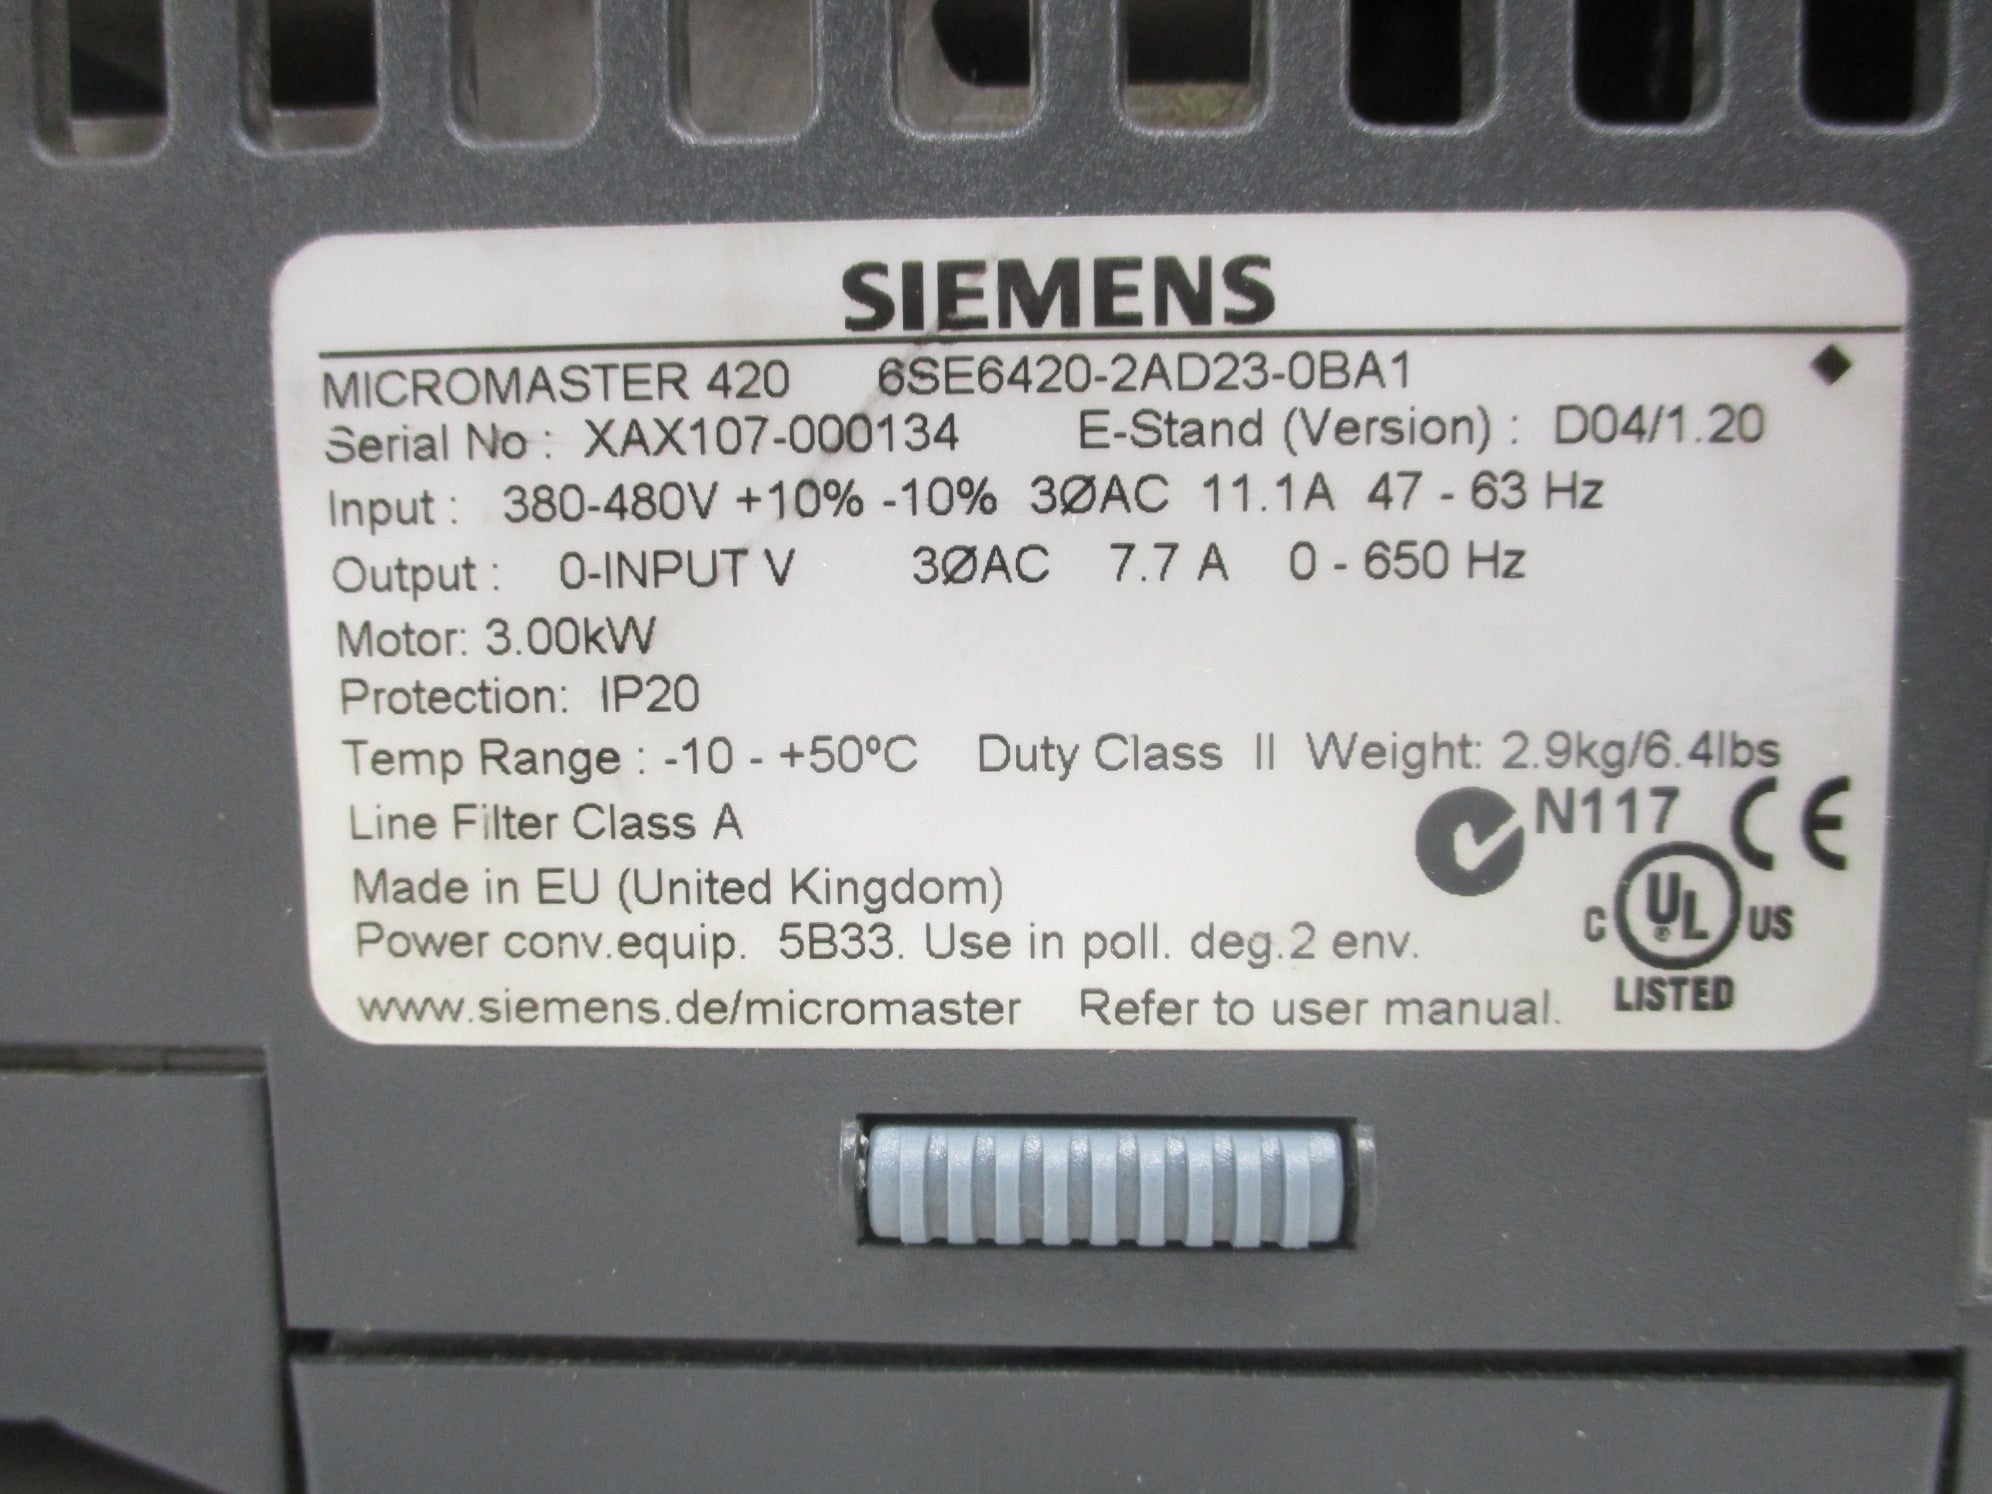 SIEMENS
MICROMASTER 420 6SE6420-2AD23-0BA1
Serial No : XAX107-000134 E-Stand (Version) : D04/1.20
Input : 380-480V +10% -10% 3ØAC 11.1A 47 - 63 Hz
Output : 0-INPUT V 3ØAC 7.7 A 0 - 650 Hz
Motor: 3.00kW
Protection: IP20
Temp Range : -10 - +50ºC Duty Class II Weight: 2.9kg/6.4lbs
Line Filter Class A
N117 CE
Made in EU (United Kingdom)
C UL US
Power conv.equip. 5B33. Use in poll. deg.2 env.
LISTED
www.siemens.de/micromaster Refer to user manual.